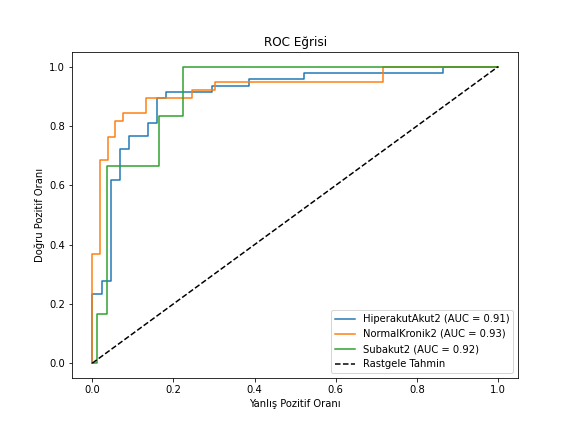 ROC Eğrisi
1.0
0.8
0.6
0.4
0.2
0.0
Doğru Pozitif Oranı
HiperakutAkut2 (AUC = 0.91)
NormalKronik2 (AUC = 0.93)
Subakut2 (AUC = 0.92)
Rastgele Tahmin
0.0 0.2 0.4 0.6 0.8 1.0
Yanlış Pozitif Oranı